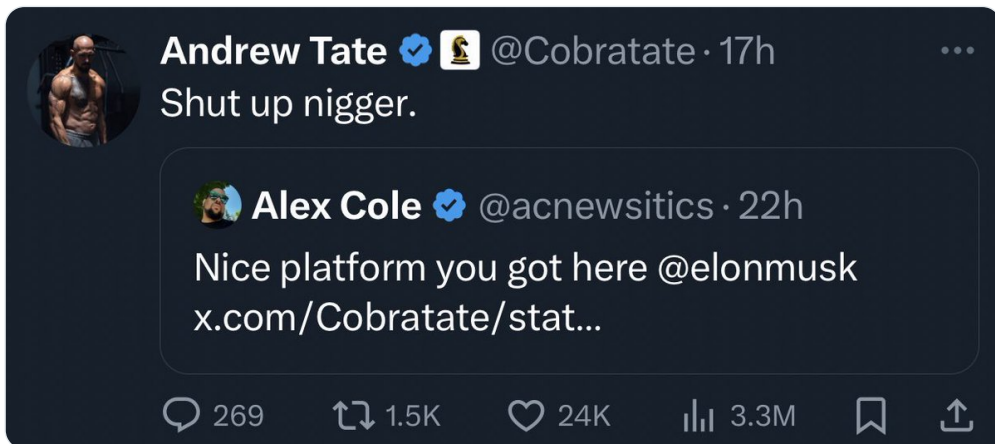 Andrew Tate @Cobratate · 17h
Shut up nigger.
Alex Cole @acnewsitics · 22h
Nice platform you got here @elonmusk
x.com/Cobratate/stat...
269 1.5K 24K 3.3M